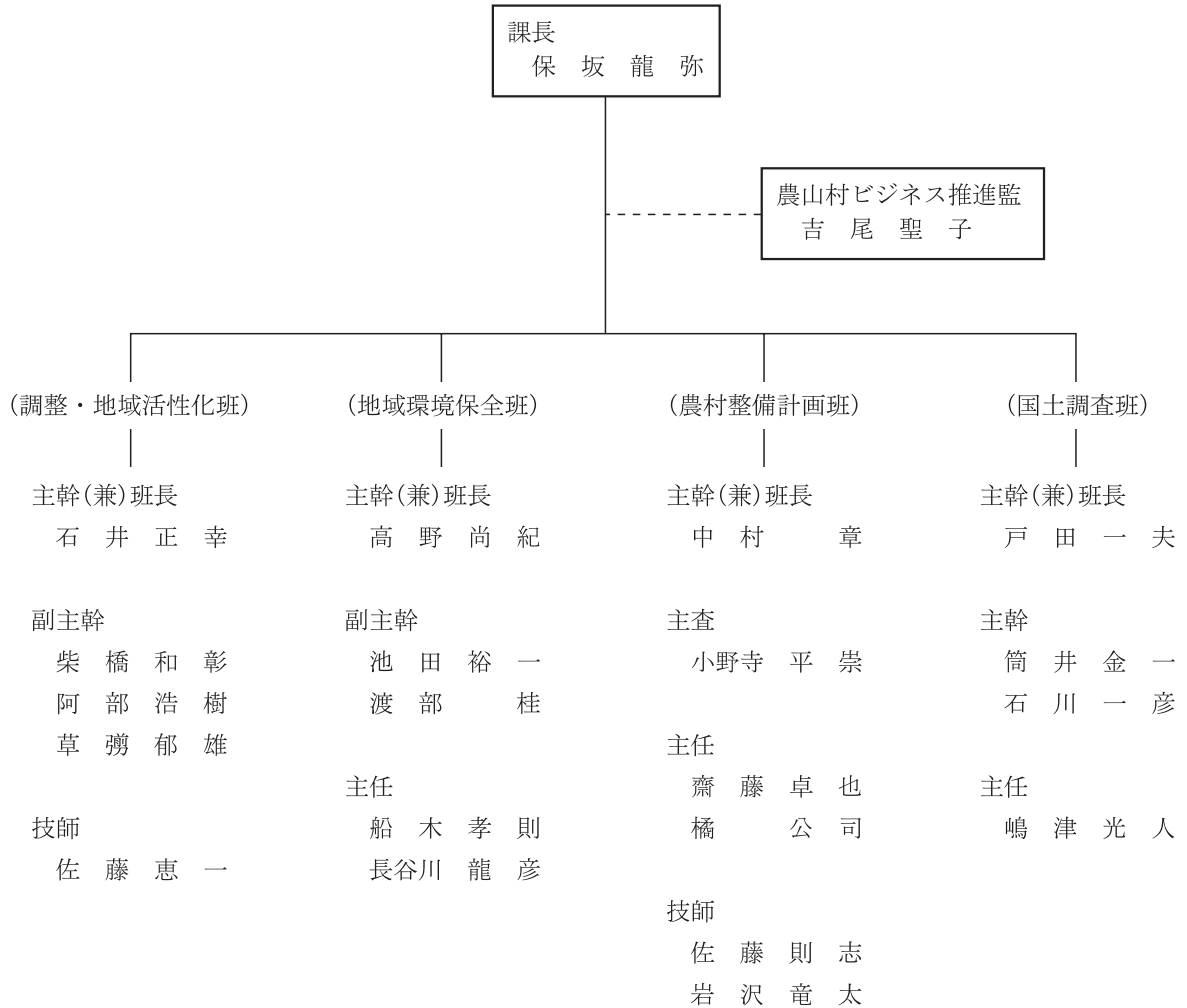 課長
保坂龍弥
農山村ビジネス推進監
吉尾聖子
(調整・地域活性化班)
主幹(兼)班長
石井正幸
副主幹
柴橋和彰
阿部浩樹
草彅郁雄
技師
佐藤恵一
(地域環境保全班)
主幹(兼)班長
高野尚紀
副主幹
池田裕一
渡部桂
主任
船木孝則
長谷川龍彦
(農村整備計画班)
主幹(兼)班長
中村章
主査
小野寺平崇
主任
齋藤卓也
橘公司
技師
佐藤則志
岩沢竜太
(国土調査班)
主幹(兼)班長
戸田一夫
主幹
筒井金一
石川一彦
主任
嶋津光人